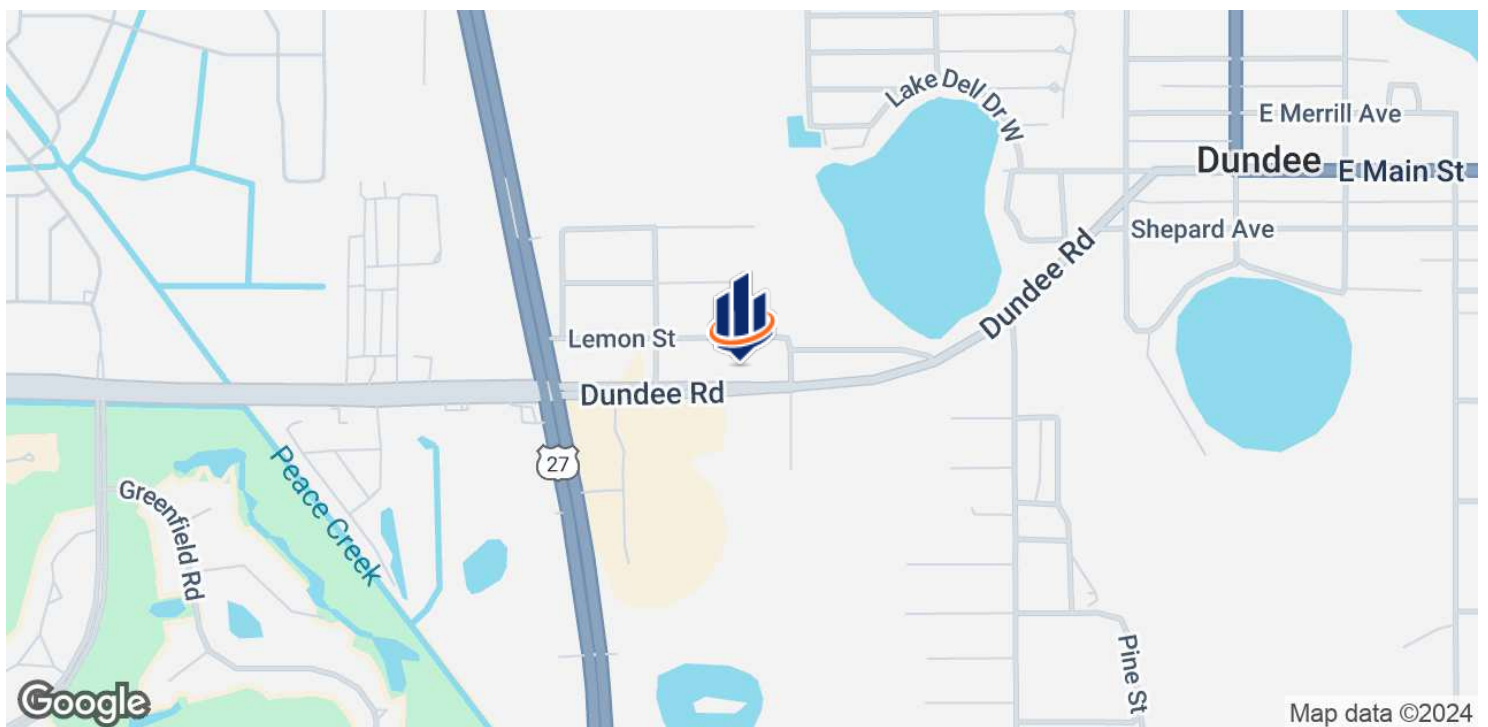 Lake Dell Dr W
E Merrill Ave
Dundee
E Main St
Shepard Ave
Dundee Rd
Lemon St
Dundee Rd
27
Peace Creek
Greenfield Rd
Pine St
Google
Map data ©2024